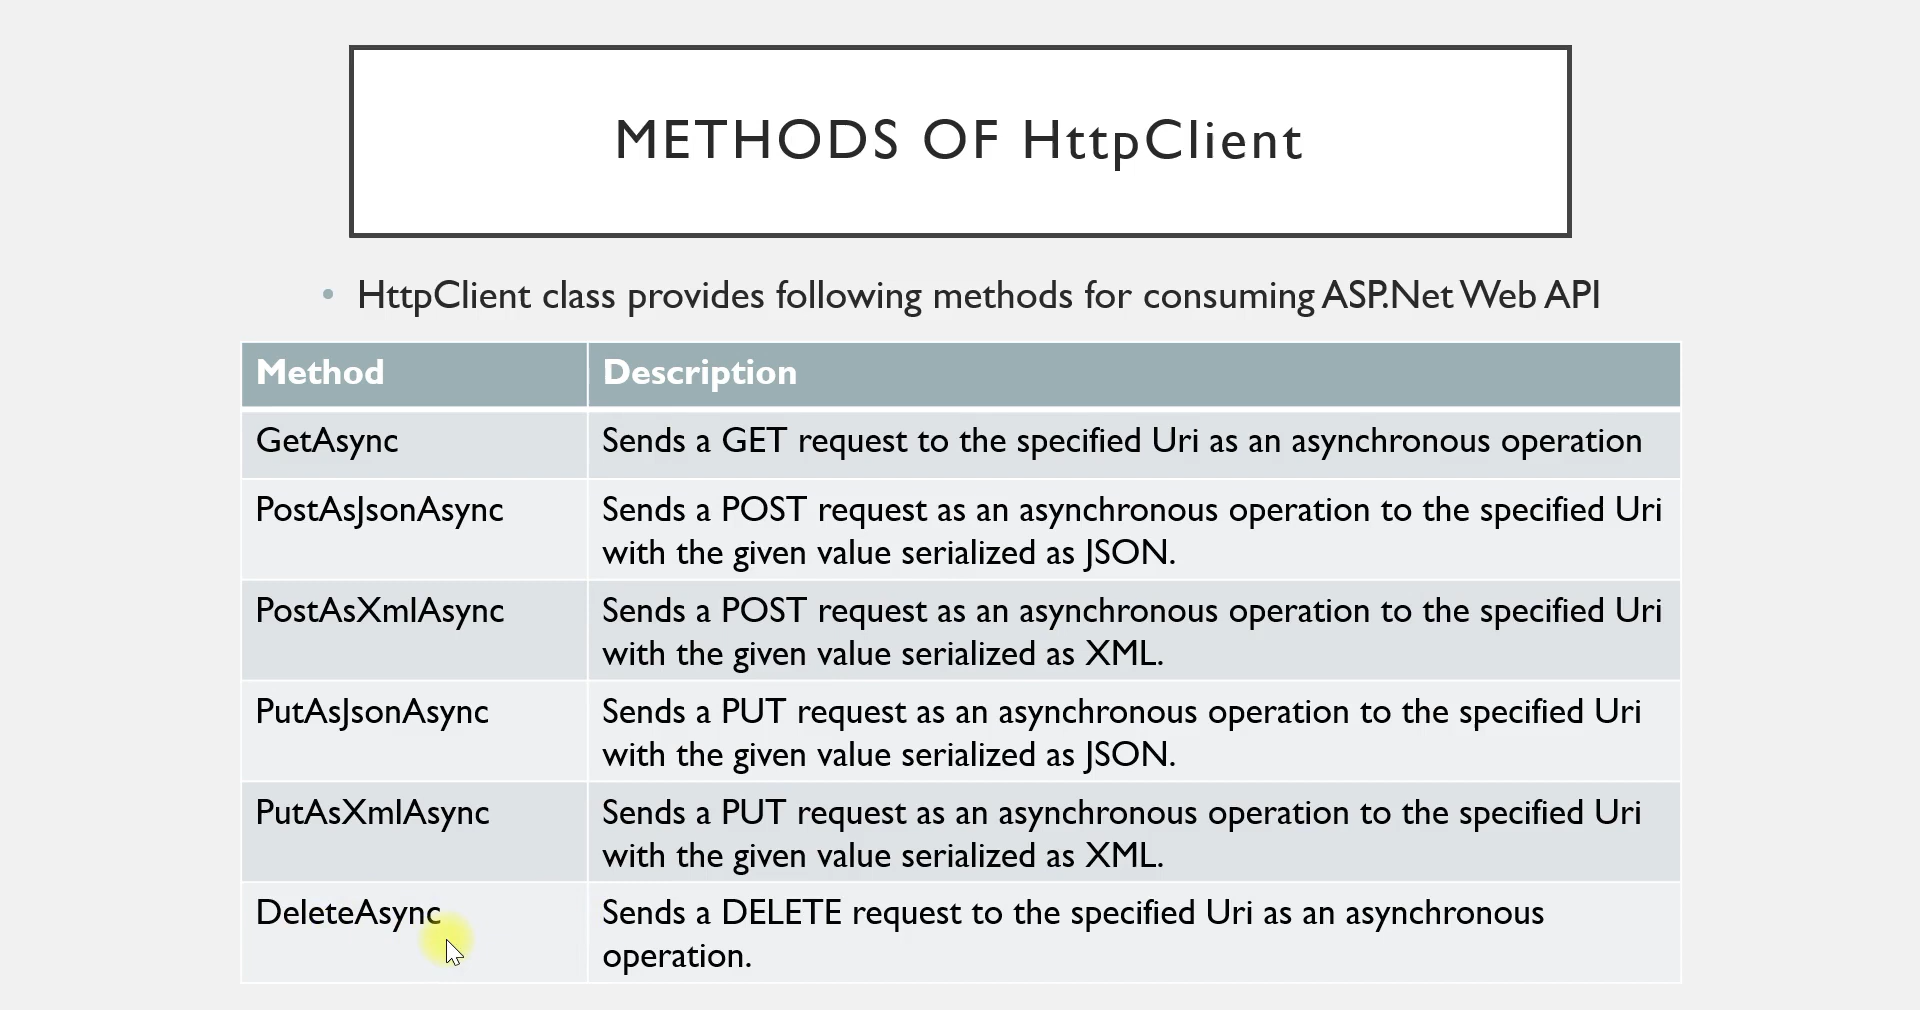 METHODS OF HttpClient
• HttpClient class provides following methods for consuming ASP.Net Web API
Method Description
GetAsync Sends a GET request to the specified Uri as an asynchronous operation
PostAsJsonAsync Sends a POST request as an asynchronous operation to the specified Uri
with the given value serialized as JSON.
PostAsXmlAsync Sends a POST request as an asynchronous operation to the specified Uri
with the given value serialized as XML.
PutAsJsonAsync Sends a PUT request as an asynchronous operation to the specified Uri
with the given value serialized as JSON.
PutAsXmlAsync Sends a PUT request as an asynchronous operation to the specified Uri
with the given value serialized as XML.
DeleteAsync Sends a DELETE request to the specified Uri as an asynchronous
operation.